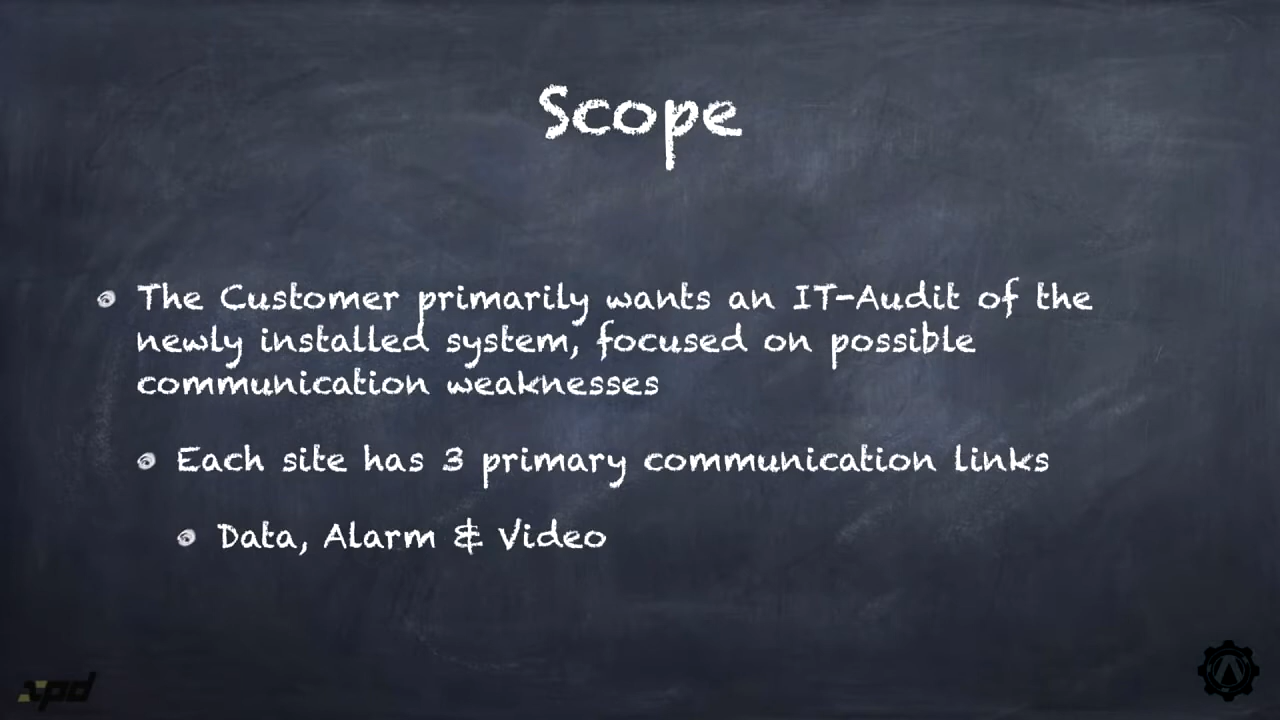 Scope
The Customer primarily wants an IT-Audit of the
newly installed system, focused on possible
communication weaknesses
Each site has 3 primary communication links
Data, Alarm & Video